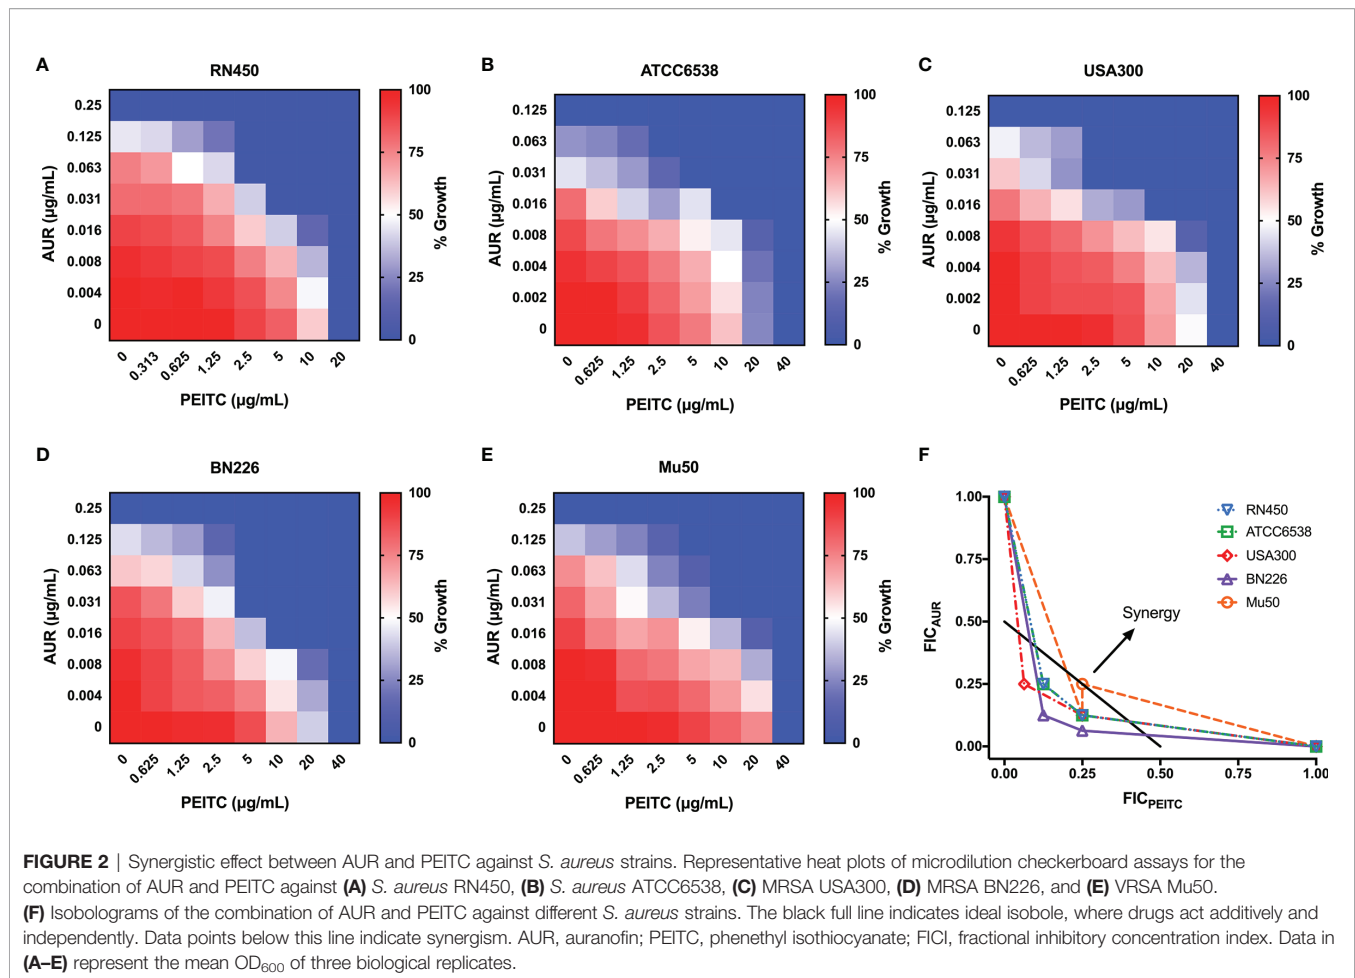 A
RN450
0.25
0.125
0.063
0.031
0.016
0.008
0.004
0
AUR (µg/mL)
0 0.313 0.625 1.25 2.5 5 10 20
PEITC (µg/mL)
100
75
50
25
0
% Growth
B
ATCC6538
0.125
0.063
0.031
0.016
0.008
0.004
0.002
0
AUR (µg/mL)
0 0.625 1.25 2.5 5 10 20 40
PEITC (µg/mL)
100
75
50
25
0
% Growth
C
USA300
0.125
0.063
0.031
0.016
0.008
0.004
0.002
0
AUR (µg/mL)
0 0.625 1.25 2.5 5 10 20 40
PEITC (µg/mL)
100
75
50
25
0
% Growth
D
BN226
0.25
0.125
0.063
0.031
0.016
0.008
0.004
0
AUR (µg/mL)
0 0.625 1.25 2.5 5 10 20 40
PEITC (µg/mL)
100
75
50
25
0
% Growth
E
Mu50
0.25
0.125
0.063
0.031
0.016
0.008
0.004
0
AUR (µg/mL)
0 0.625 1.25 2.5 5 10 20 40
PEITC (µg/mL)
100
75
50
25
0
% Growth
F
1.00
0.75
0.50
0.25
0.00
FICAUR
0.00 0.25 0.50 0.75 1.00
FICPEITC
Synergy
RN450
ATCC6538
USA300
BN226
Mu50
FIGURE 2 | Synergistic effect between AUR and PEITC against S. aureus strains. Representative heat plots of microdilution checkerboard assays for the
combination of AUR and PEITC against (A) S. aureus RN450, (B) S. aureus ATCC6538, (C) MRSA USA300, (D) MRSA BN226, and (E) VRSA Mu50.
(F) Isobolograms of the combination of AUR and PEITC against different S. aureus strains. The black full line indicates ideal isobole, where drugs act additively and
independently. Data points below this line indicate synergism. AUR, auranofin; PEITC, phenethyl isothiocyanate; FICI, fractional inhibitory concentration index. Data in
(A–E) represent the mean OD600 of three biological replicates.